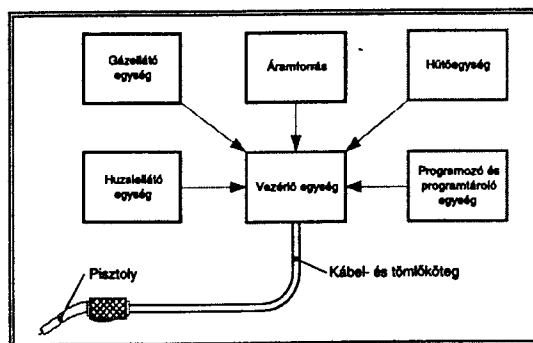 Gázellátó
egység
Áramforrás
Hűtőegység
Huzalellátó
egység
Vezérlő egység
Programozó és
programtároló
egység
Pisztoly
Kábel- és tömlőköteg